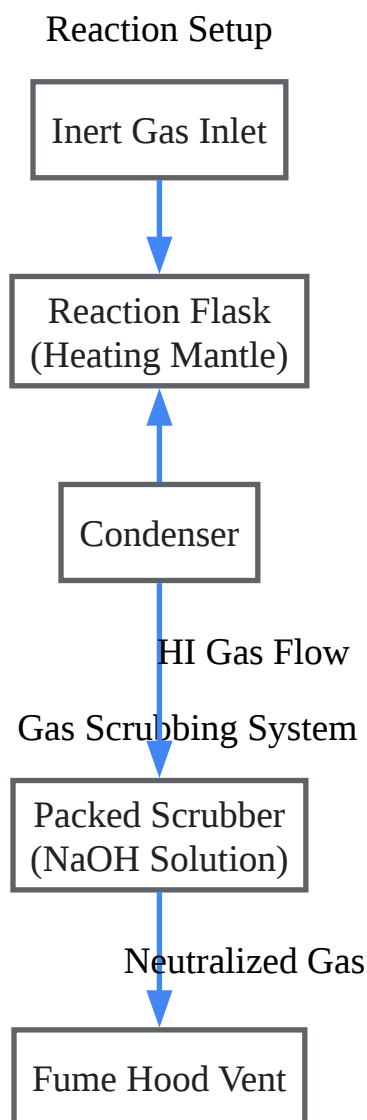 Reaction Setup
Inert Gas Inlet
Reaction Flask
(Heating Mantle)
Condenser
HI Gas Flow
Gas Scrubbing System
Packed Scrubber
(NaOH Solution)
Neutralized Gas
Fume Hood Vent